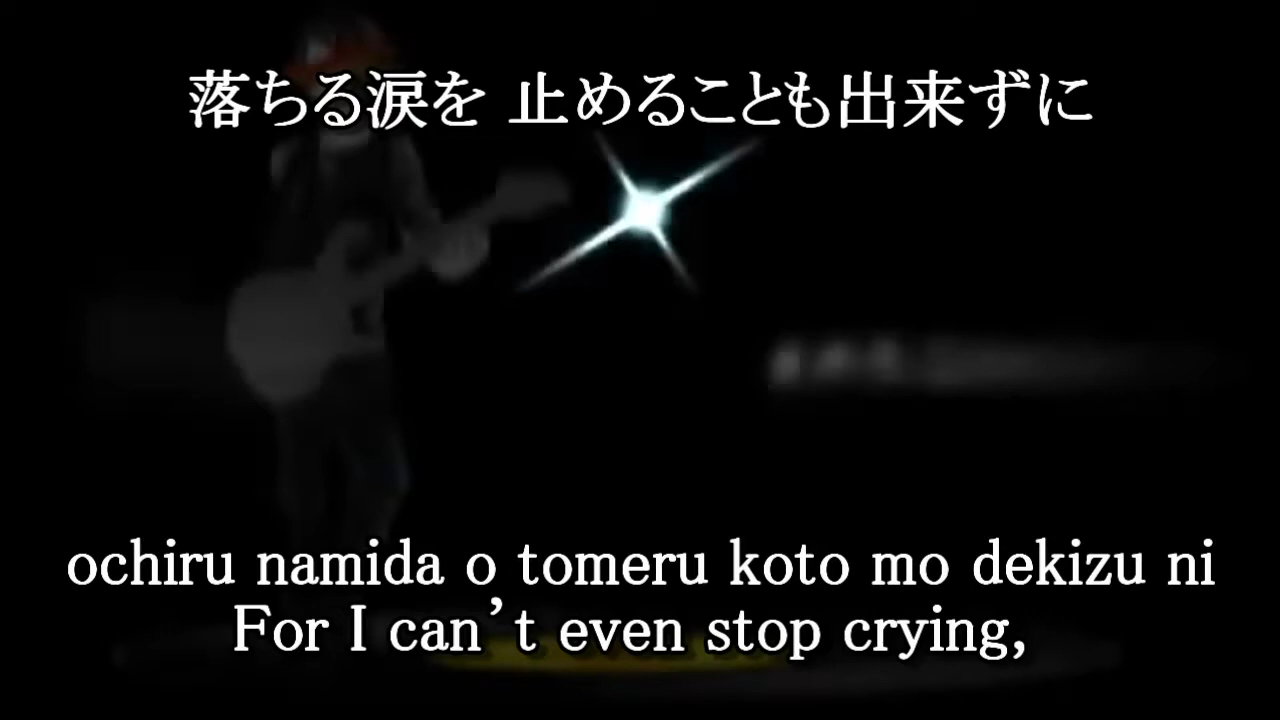 落ちる涙を 止めることも出来ずに
ochiru namida o tomeru koto mo dekizu ni
For I can’t even stop crying,